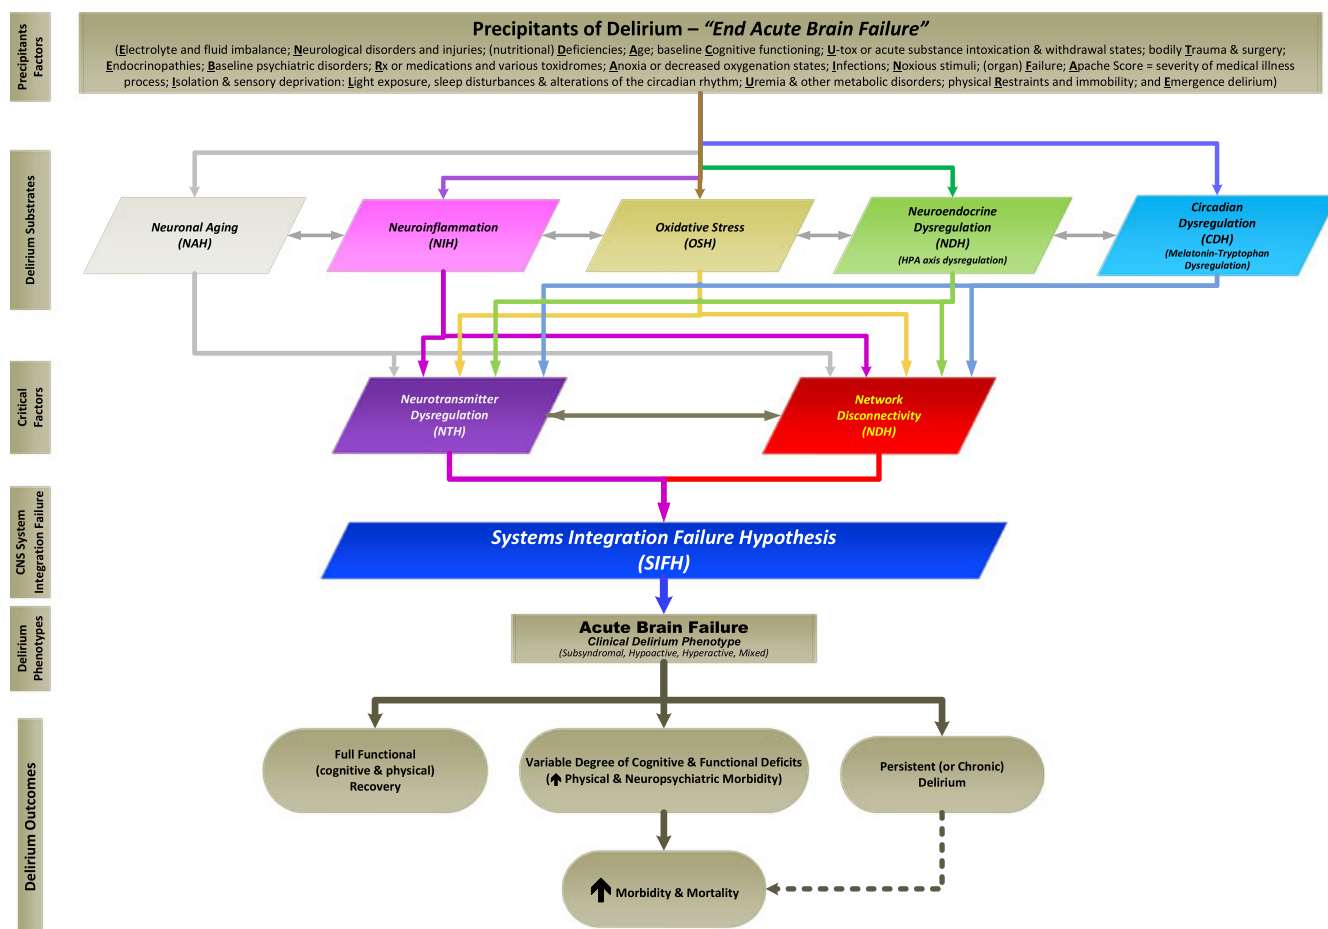 Precipitants
Factors
Precipitants of Delirium – “End Acute Brain Failure”
(Electrolyte and fluid imbalance; Neurological disorders and injuries; (nutritional) Deficiencies; Age; baseline Cognitive functioning; U-tox or acute substance intoxication & withdrawal states; bodily Trauma & surgery;
Endocrinopathies; Baseline psychiatric disorders; Rx or medications and various toxidromes; Anoxia or decreased oxygenation states; Infections; Noxious stimuli; (organ) Failure; Apache Score = severity of medical illness
process; Isolation & sensory deprivation: Light exposure, sleep disturbances & alterations of the circadian rhythm; Uremia & other metabolic disorders; physical Restraints and immobility; and Emergence delirium)
Delirium Substrates
Neuronal Aging
(NAH)
Neuroinflammation
(NIH)
Oxidative Stress
(OSH)
Neuroendocrine
Dysregulation
(NDH)
(HPA axis dysregulation)
Circadian
Dysregulation
(CDH)
(Melatonin-Tryptophan
Dysregulation)
Critical
Factors
Neurotransmitter
Dysregulation
(NTH)
Network
Disconnectivity
(NDH)
CNS System
Integration Failure
Systems Integration Failure Hypothesis
(SIFH)
Delirium
Phenotypes
Acute Brain Failure
Clinical Delirium Phenotype
(Subsyndromal, Hypoactive, Hyperactive, Mixed)
Delirium Outcomes
Full Functional
(cognitive & physical)
Recovery
Variable Degree of Cognitive & Functional Deficits
(🡹 Physical & Neuropsychiatric Morbidity)
Persistent (or Chronic)
Delirium
🡹 Morbidity & Mortality